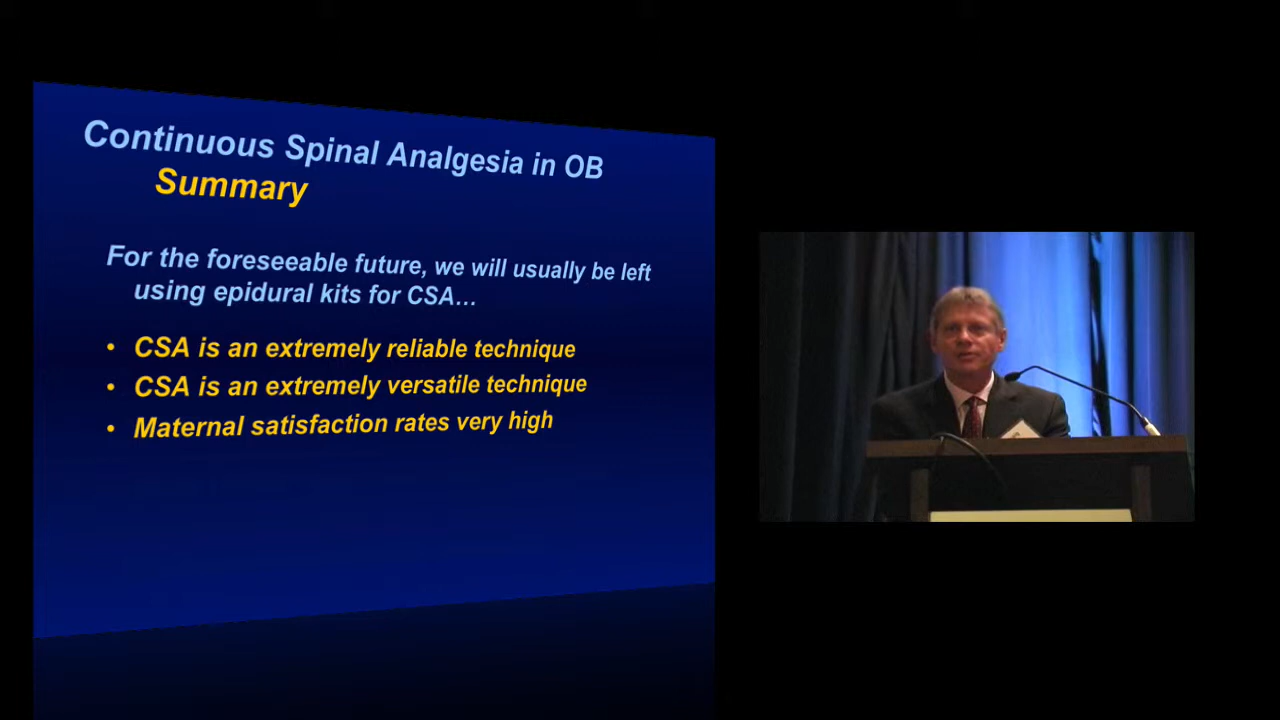 Continuous Spinal Analgesia in OB
Summary
For the foreseeable future, we will usually be left
using epidural kits for CSA...
• CSA is an extremely reliable technique
• CSA is an extremely versatile technique
• Maternal satisfaction rates very high